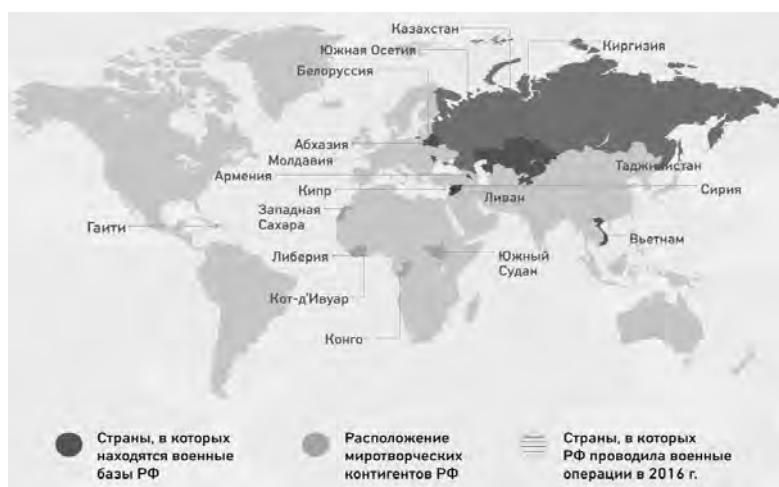 Казахстан
Южная Осетия
Киргизия
Белоруссия
Абхазия
Молдавия
Армения
Таджикистан
Кипр
Ливан
Сирия
Западная
Сахара
Гаити
Вьетнам
Либерия
Южный
Судан
Кот-д'Ивуар
Конго
Страны, в которых
находятся военные
базы РФ
Расположение
миротворческих
контигентов РФ
Страны, в которых
РФ проводила военные
операции в 2016 г.